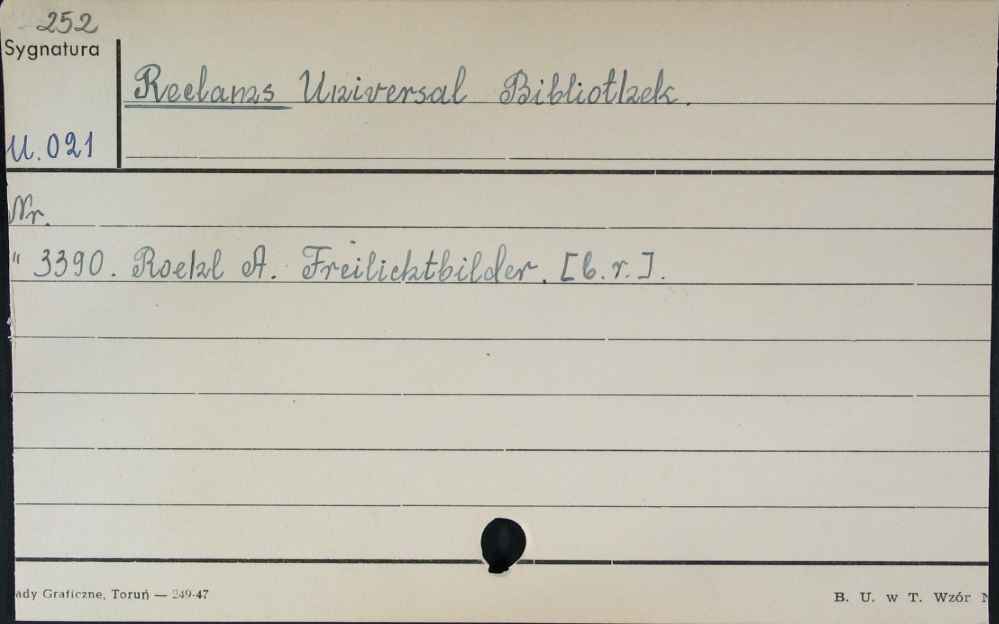 252
Sygnatura
Reclams Universal Bibliothek.
U. 021
Nr.
" 3390. Roehl A. Freilichtbilder. [b.r.].
ady Graficzne, Toruń — 249-47
B. U. w T. Wzór N